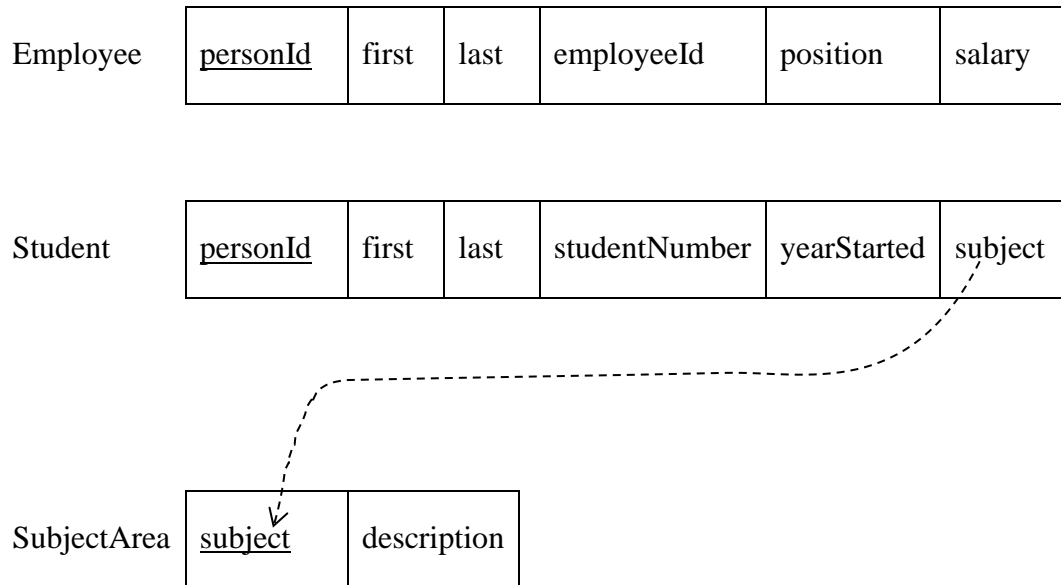 Employee personId first last employeeId position salary
Student personId first last studentNumber yearStarted subject
SubjectArea subject description